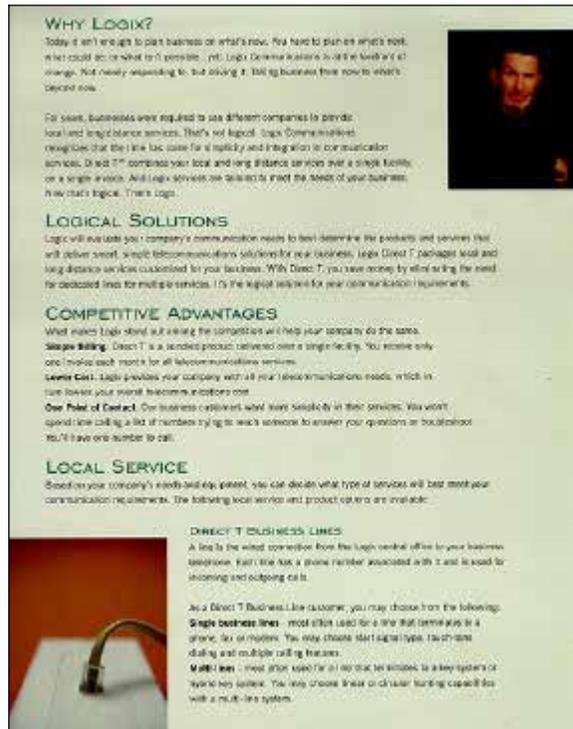 WHY LOGIX?
Today it isn't enough to plan business on what's now. You have to plan on what's next,
what could be, or what isn't possible...yet. Logix Communications is at the forefront of
change. Not merely responding to, but driving it. Taking business from now to what's
beyond now.
For years, businesses were required to use different companies to provide
local and long distance services. That's not logical. Logix Communications
recognizes that the time has come for simplicity and integration in communication
services. Direct T™ combines your local and long distance services over a single facility,
on a single invoice. And Logix services are tailored to meet the needs of your business.
Now that's logical. That's Logix.
LOGICAL SOLUTIONS
Logix will evaluate your company's communication needs to best determine the products and services that
will deliver smart, simple telecommunications solutions for your business. Logix Direct T packages local and
long distance services customized for your business. With Direct T, you save money by eliminating the need
for dedicated lines for multiple services. It's the logical solution for your communication requirements.
COMPETITIVE ADVANTAGES
What makes Logix stand out among the competition will help your company do the same.
Simple Billing. Direct T is a bundled product delivered over a single facility. You receive only
one invoice each month for all telecommunications services.
Lower Cost. Logix provides your company with all your telecommunications needs, which in
turn lowers your overall telecommunications cost.
One Point of Contact. Our business customers want more simplicity in their services. You won't
spend time calling a list of numbers trying to reach someone to answer your questions or troubleshoot.
You'll have one number to call.
LOCAL SERVICE
Based on your company's needs and equipment, you can decide what type of services will best meet your
communication requirements. The following local service and product options are available:
DIRECT T BUSINESS LINES
A line is the wired connection from the Logix central office to your business
telephone. Each line has a phone number associated with it and is used for
incoming and outgoing calls.
As a Direct T Business Line customer, you may choose from the following:
Single business lines - most often used for a line that terminates to a
phone, fax or modem. You may choose start signal type, touch-tone
dialing and multiple calling features.
Multi-lines - most often used for a line that terminates to a key system or
hybrid key system. You may choose linear or circular hunting capabilities
with a multi-line system.